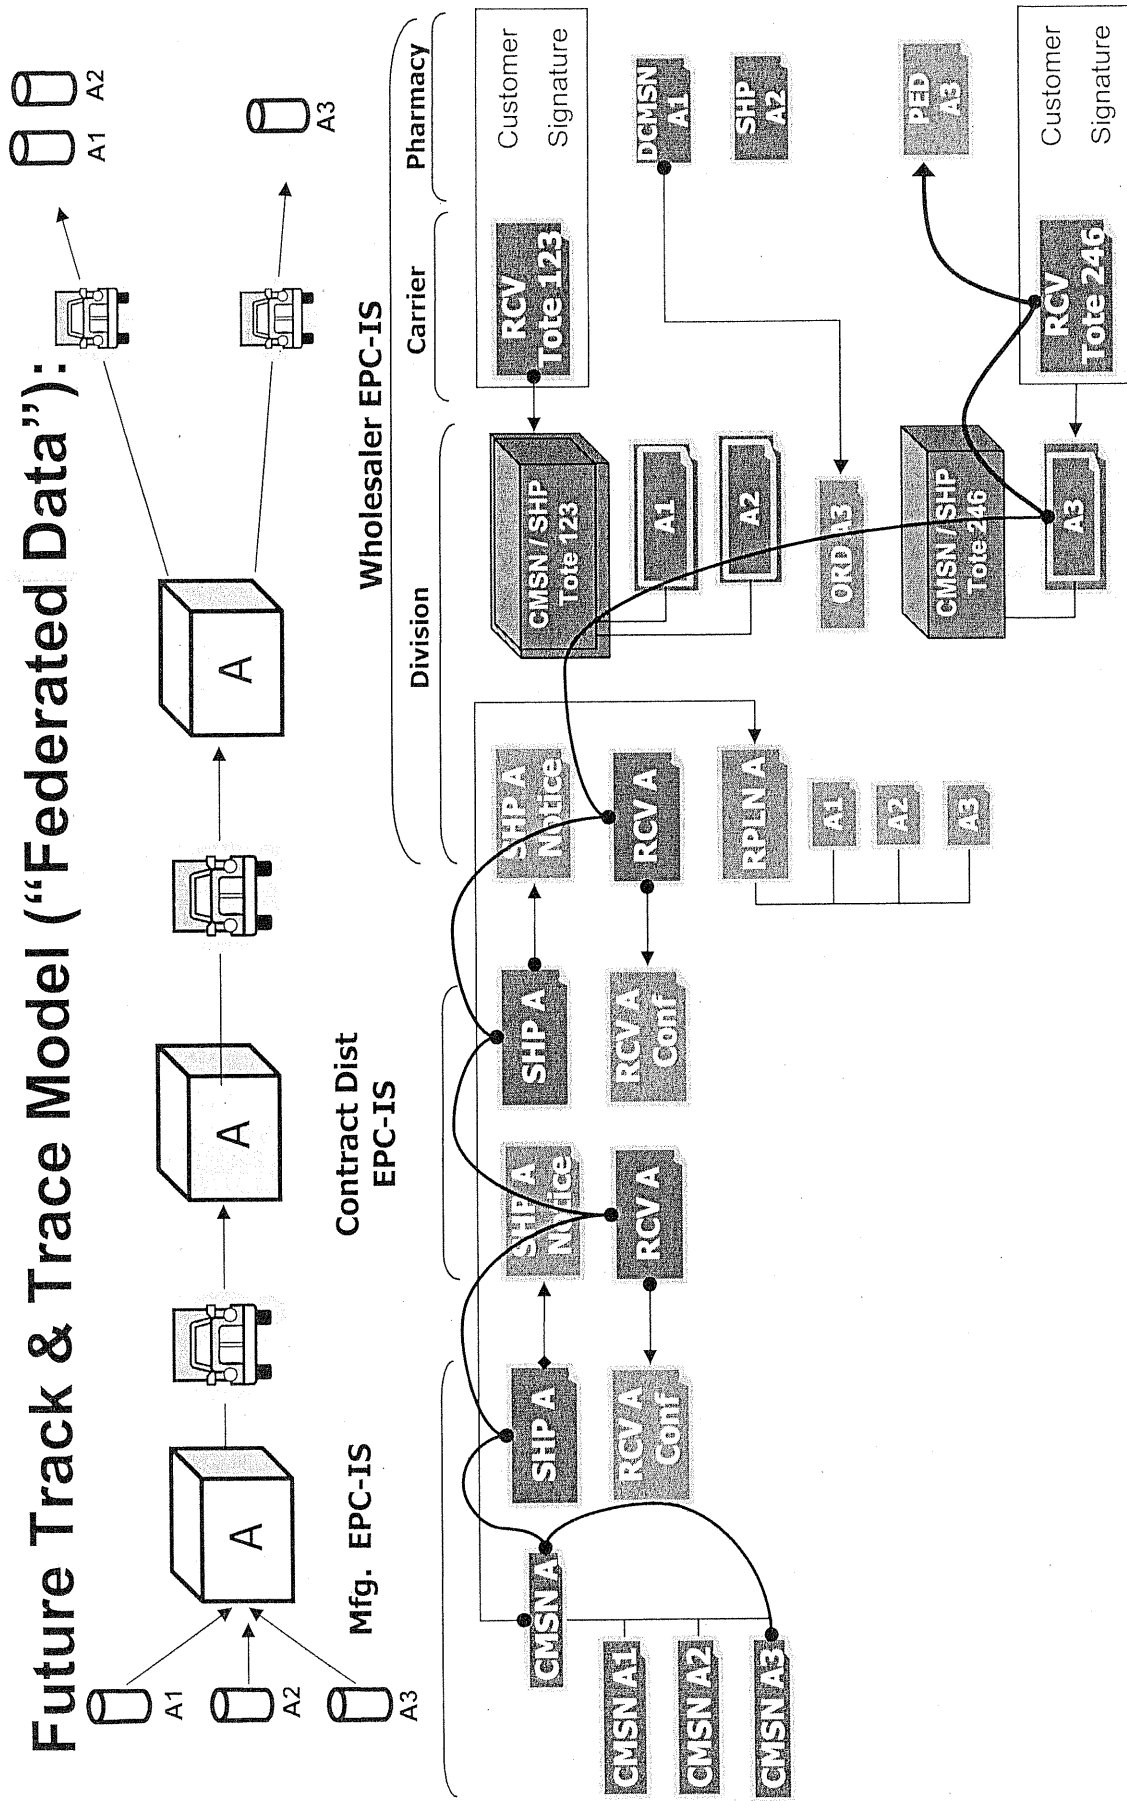 Future Track & Trace Model (“Federated Data”):
A1
A2
A3
A
A
A
A1
A2
A3
Mfg. EPC-IS
Contract Dist
EPC-IS
Wholesaler EPC-IS
Division
Carrier
Pharmacy
CMSN A
CMSN A1
CMSN A2
CMSN A3
SHP A
RCV A
Conf
SHP A
Notice
RCV A
SHP A
RCV A
Conf
SHP A
Notice
RCV A
RPLN A
A1
A2
A3
CMSN / SHP
Tote 123
A1
A2
ORD A3
CMSN / SHP
Tote 246
A3
RCV
Tote 123
Customer
Signature
DCMSN
A1
SHP
A2
PED
A3
RCV
Tote 246
Customer
Signature